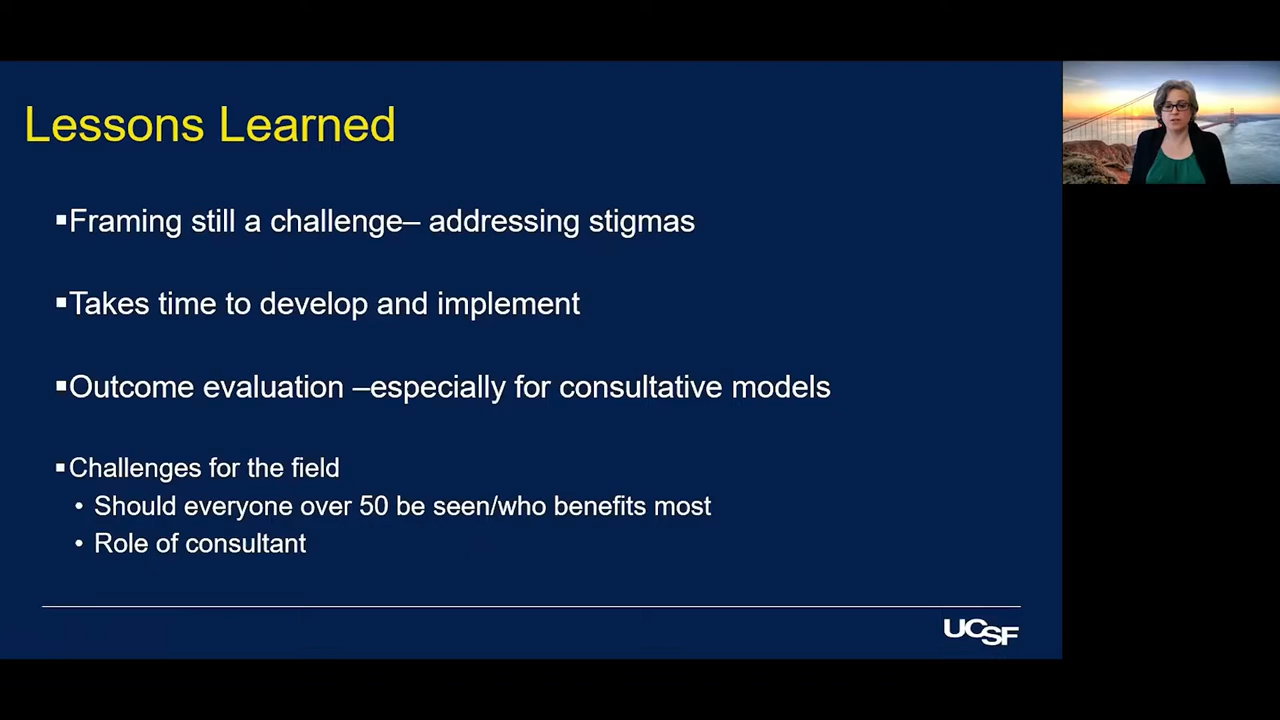 Lessons Learned
▪Framing still a challenge– addressing stigmas
▪Takes time to develop and implement
▪Outcome evaluation –especially for consultative models
▪Challenges for the field
• Should everyone over 50 be seen/who benefits most
• Role of consultant
UCSF